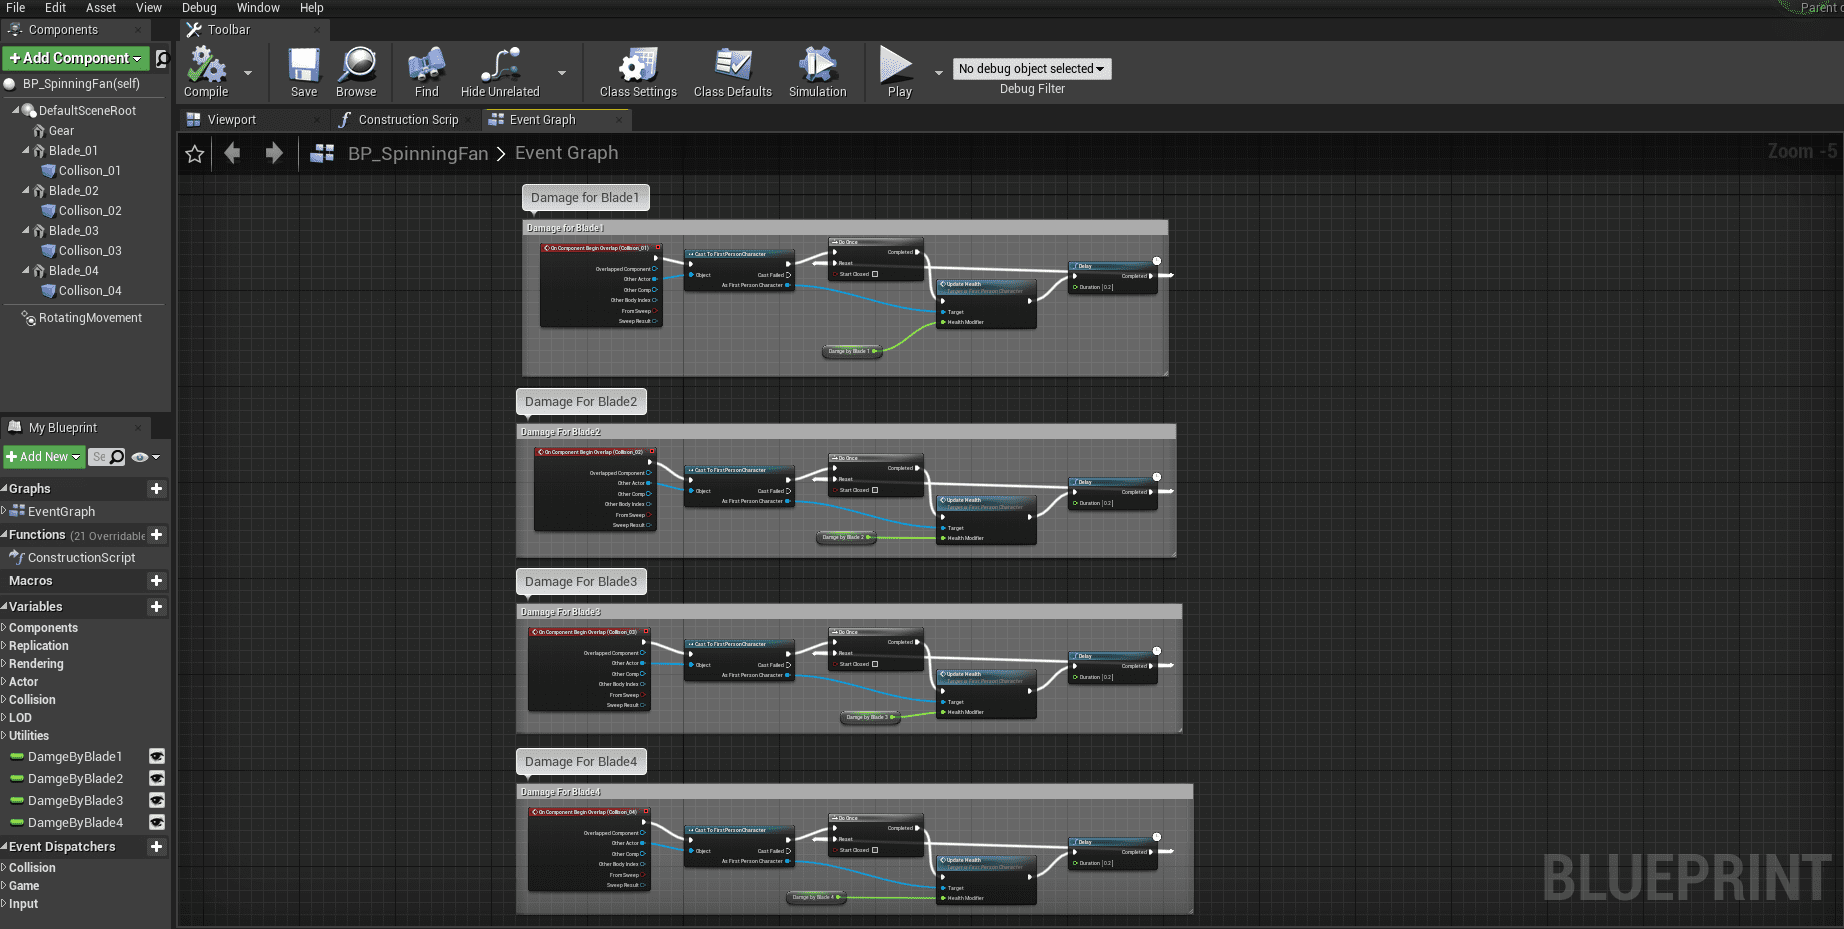 File Edit Asset View Debug Window Help
Parent c
Components
Toolbar
Add Component
Compile
Save
Browse
Find
Hide Unrelated
Class Settings
Class Defaults
Simulation
Play
No debug object selected
Debug Filter
BP_SpinningFan(self)
DefaultSceneRoot
Gear
Blade_01
Collison_01
Blade_02
Collison_02
Blade_03
Collison_03
Blade_04
Collison_04
RotatingMovement
Viewport
Construction Scrip
Event Graph
BP_SpinningFan > Event Graph
Zoom -5
My Blueprint
Add New
Se
Graphs
EventGraph
Functions (21 Overridable
ConstructionScript
Macros
Variables
Components
Replication
Rendering
Actor
Collision
LOD
Utilities
DamgeByBlade1
DamgeByBlade2
DamgeByBlade3
DamgeByBlade4
Event Dispatchers
Collision
Game
Input
Damage for Blade1
Damage for Blade1
On Component Begin Overlap (Collison_01)
Overlapped Component
Other Actor
Other Comp
Other Body Index
From Sweep
Sweep Result
Cast To FirstPersonCharacter
Object
Cast Failed
As First Person Character
Do Once
Completed
Reset
Start Closed
Update Health
Target is First Person Character
Target
Health Modifier
Damge by Blade 1
Delay
Completed
Duration [0.2]
Damage For Blade2
Damage For Blade2
On Component Begin Overlap (Collison_02)
Overlapped Component
Other Actor
Other Comp
Other Body Index
From Sweep
Sweep Result
Cast To FirstPersonCharacter
Object
Cast Failed
As First Person Character
Do Once
Completed
Reset
Start Closed
Update Health
Target is First Person Character
Target
Health Modifier
Damge by Blade 2
Delay
Completed
Duration [0.2]
Damage For Blade3
Damage For Blade3
On Component Begin Overlap (Collison_03)
Overlapped Component
Other Actor
Other Comp
Other Body Index
From Sweep
Sweep Result
Cast To FirstPersonCharacter
Object
Cast Failed
As First Person Character
Do Once
Completed
Reset
Start Closed
Update Health
Target is First Person Character
Target
Health Modifier
Damge by Blade 3
Delay
Completed
Duration [0.2]
Damage For Blade4
Damage For Blade4
On Component Begin Overlap (Collison_04)
Overlapped Component
Other Actor
Other Comp
Other Body Index
From Sweep
Sweep Result
Cast To FirstPersonCharacter
Object
Cast Failed
As First Person Character
Do Once
Completed
Reset
Start Closed
Update Health
Target is First Person Character
Target
Health Modifier
Damge by Blade 4
Delay
Completed
Duration [0.2]
BLUEPRINT